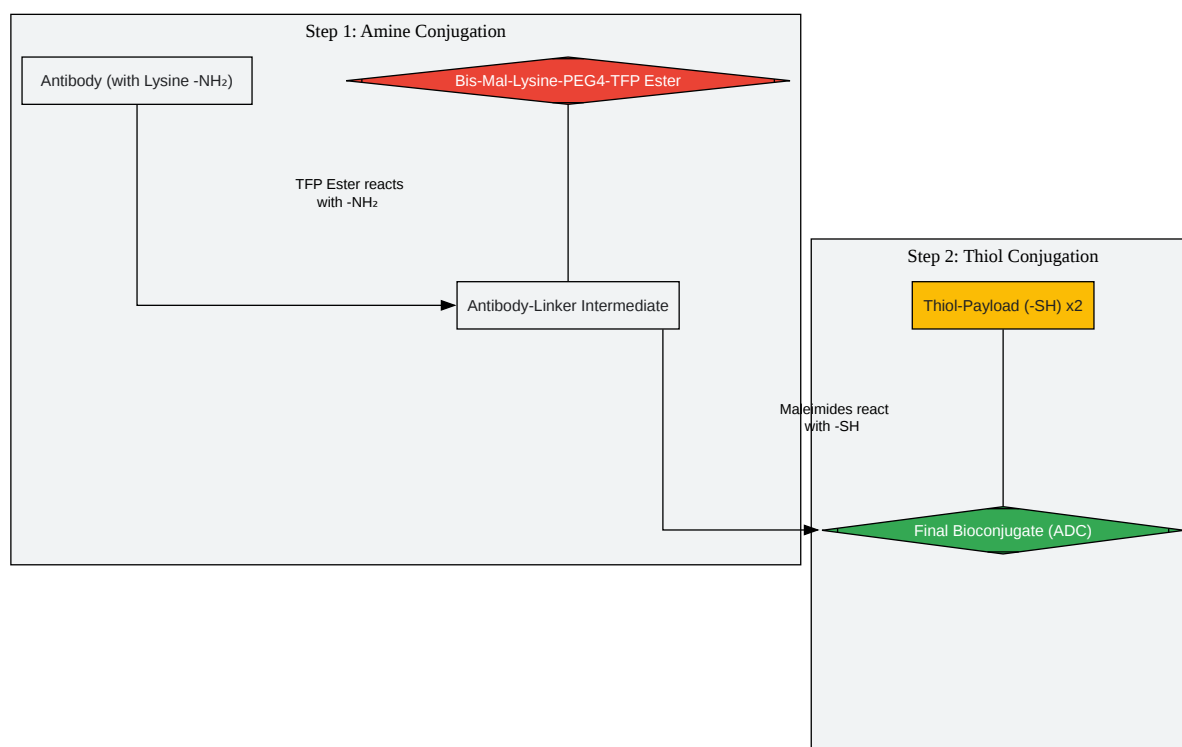 Step 1: Amine Conjugation
Antibody (with Lysine -NH₂)
Bis-Mal-Lysine-PEG4-TFP Ester
TFP Ester reacts
with -NH₂
Antibody-Linker Intermediate
Step 2: Thiol Conjugation
Thiol-Payload (-SH) x2
Maleimides react
with -SH
Final Bioconjugate (ADC)